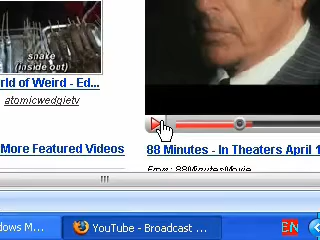 snake
(inside out)
rld of Weird - Ed...
atomicwedgietv
More Featured Videos
88 Minutes - In Theaters April 1
From: 88MinutesMovie
dows M...
YouTube - Broadcast ...
EN